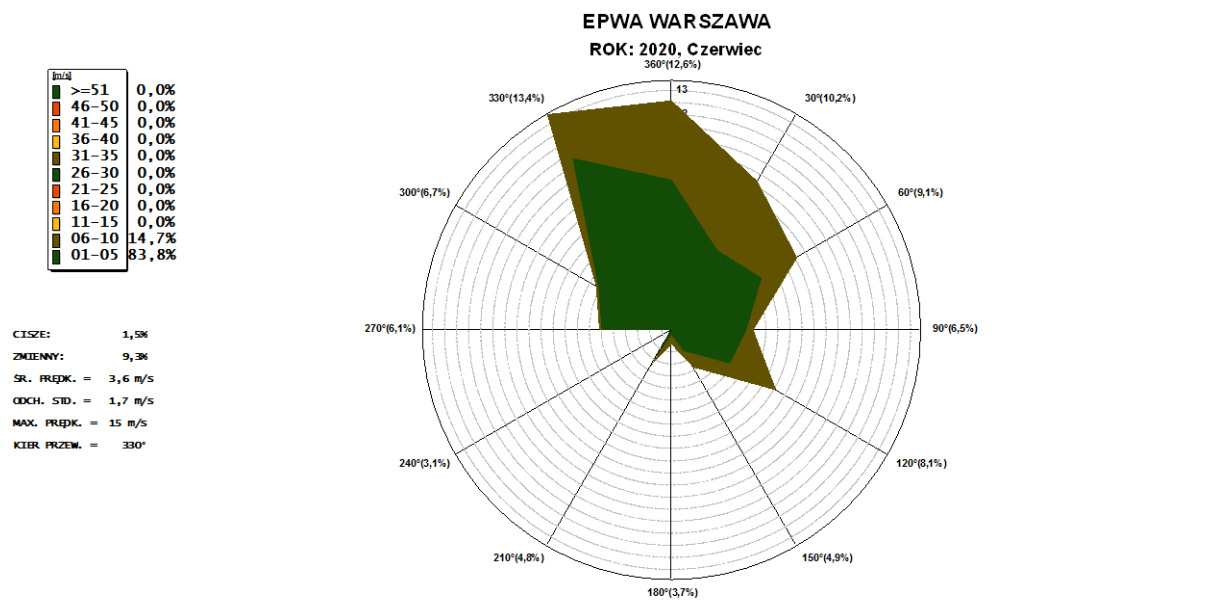 EPWA WARSZAWA
ROK: 2020, Czerwiec
360°(12,6%)
13
330°(13,4%)
30°(10,2%)
300°(6,7%)
60°(9,1%)
270°(6,1%)
90°(6,5%)
240°(3,1%)
120°(8,1%)
210°(4,8%)
150°(4,9%)
180°(3,7%)
[m/s]
>=51 0,0%
46-50 0,0%
41-45 0,0%
36-40 0,0%
31-35 0,0%
26-30 0,0%
21-25 0,0%
16-20 0,0%
11-15 0,0%
06-10 14,7%
01-05 83,8%
CISZE: 1,5%
ZMIENNY: 9,3%
ŚR. PRĘDK. = 3,6 m/s
ODCH. STD. = 1,7 m/s
MAX. PRĘDK. = 15 m/s
KIER PRZEW. = 330°